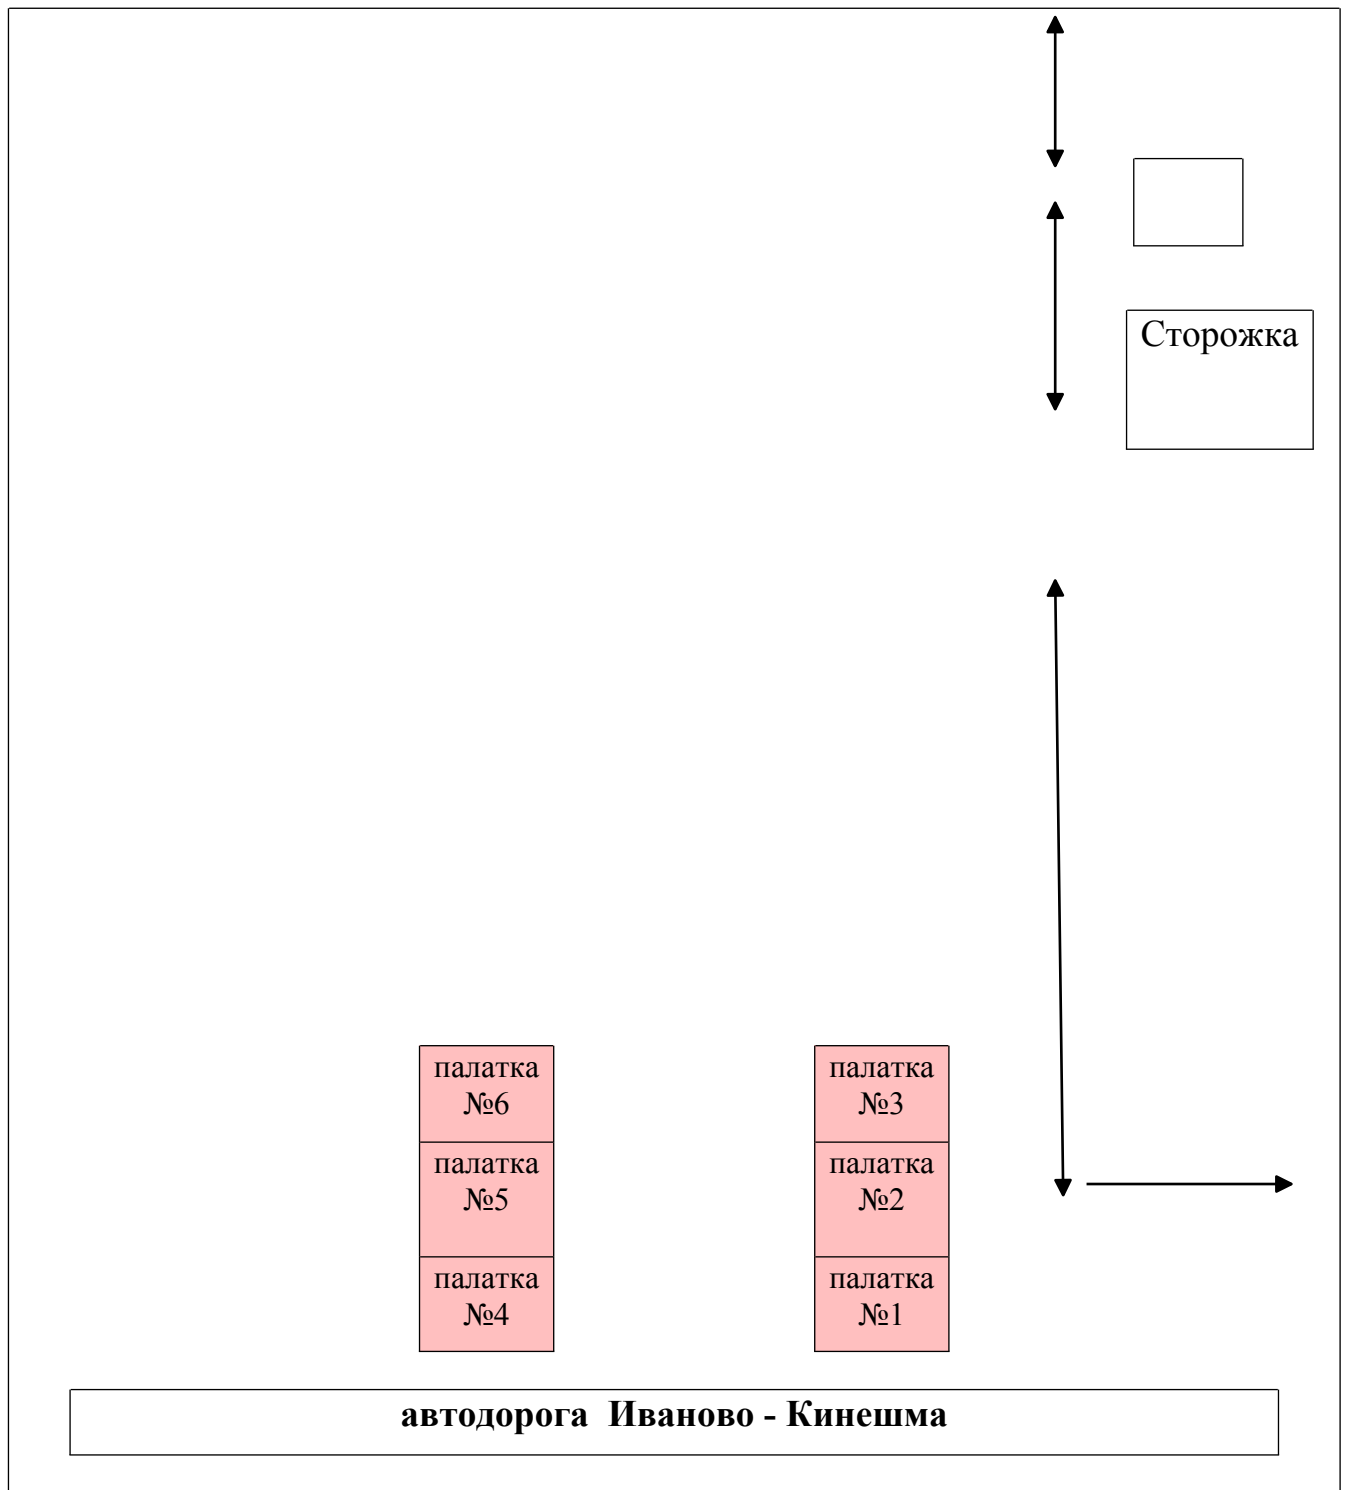 Сторожка
палатка
№6
палатка
№3
палатка
№5
палатка
№2
палатка
№4
палатка
№1
автодорога  Иваново - Кинешма